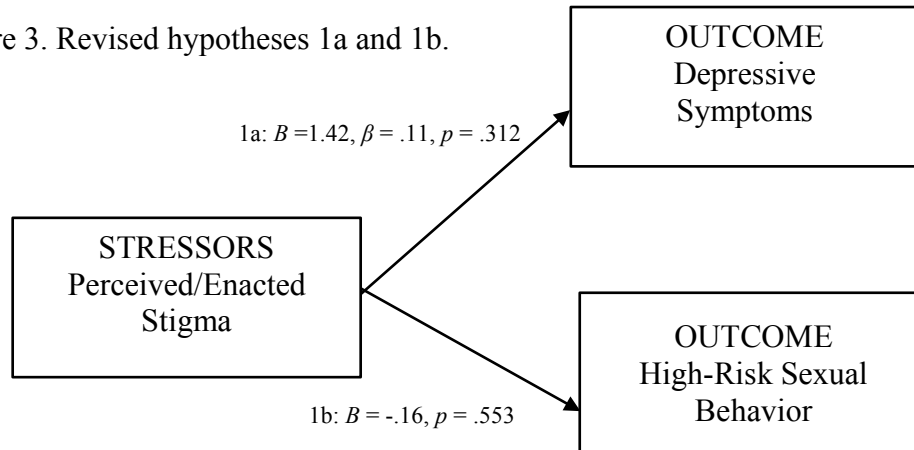 re 3. Revised hypotheses 1a and 1b.
OUTCOME
Depressive
Symptoms
1a: B =1.42, β = .11, p = .312
STRESSORS
Perceived/Enacted
Stigma
OUTCOME
High-Risk Sexual
Behavior
1b: B = -.16, p = .553